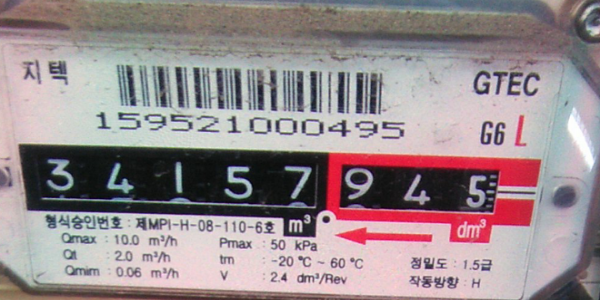 지텍
GTEC
159521000495
G6 L
34157 945
형식승인번호 : 제MPI-H-08-110-6호 m³ dm³
Qmax : 10.0 m³/h Pmax : 50 kPa
Qt : 2.0 m³/h tm : -20 °C ~ 60 °C 정밀도 : 1.5급
Qmim : 0.06 m³/h V : 2.4 dm³/Rev 작동방향 : H